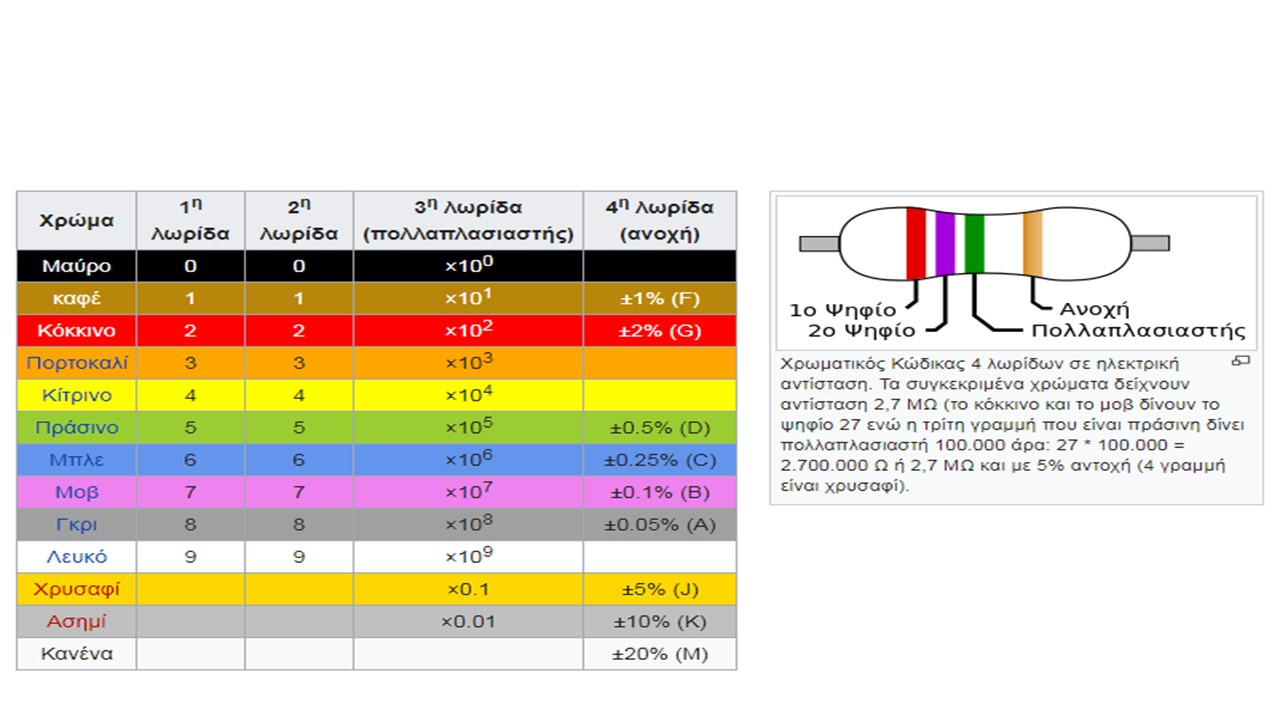 Χρώμα 1η λωρίδα 2η λωρίδα 3η λωρίδα (πολλαπλασιαστής) 4η λωρίδα (ανοχή)
Μαύρο 0 0 ×10⁰
καφέ 1 1 ×10¹ ±1% (F)
Κόκκινο 2 2 ×10² ±2% (G)
Πορτοκαλί 3 3 ×10³
Κίτρινο 4 4 ×10⁴
Πράσινο 5 5 ×10⁵ ±0.5% (D)
Μπλε 6 6 ×10⁶ ±0.25% (C)
Μοβ 7 7 ×10⁷ ±0.1% (B)
Γκρι 8 8 ×10⁸ ±0.05% (A)
Λευκό 9 9 ×10⁹
Χρυσαφί ×0.1 ±5% (J)
Ασημί ×0.01 ±10% (K)
Κανένα ±20% (M)
1ο Ψηφίο
2ο Ψηφίο
Ανοχή
Πολλαπλασιαστής
Χρωματικός Κώδικας 4 λωρίδων σε ηλεκτρική
αντίσταση. Τα συγκεκριμένα χρώματα δείχνουν
αντίσταση 2,7 ΜΩ (το κόκκινο και το μοβ δίνουν το
ψηφίο 27 ενώ η τρίτη γραμμή που είναι πράσινη δίνει
πολλαπλασιαστή 100.000 άρα: 27 * 100.000 =
2.700.000 Ω ή 2,7 ΜΩ και με 5% αντοχή (4 γραμμή
είναι χρυσαφί).